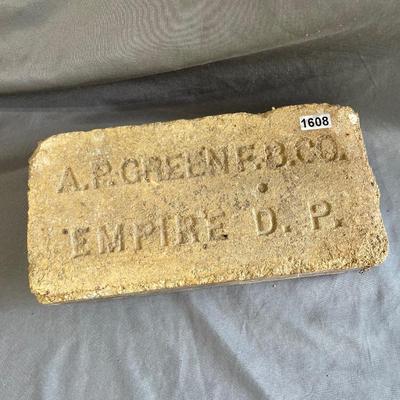 1608
A.P. GREEN F. B. CO.
EMPIRE D. P.